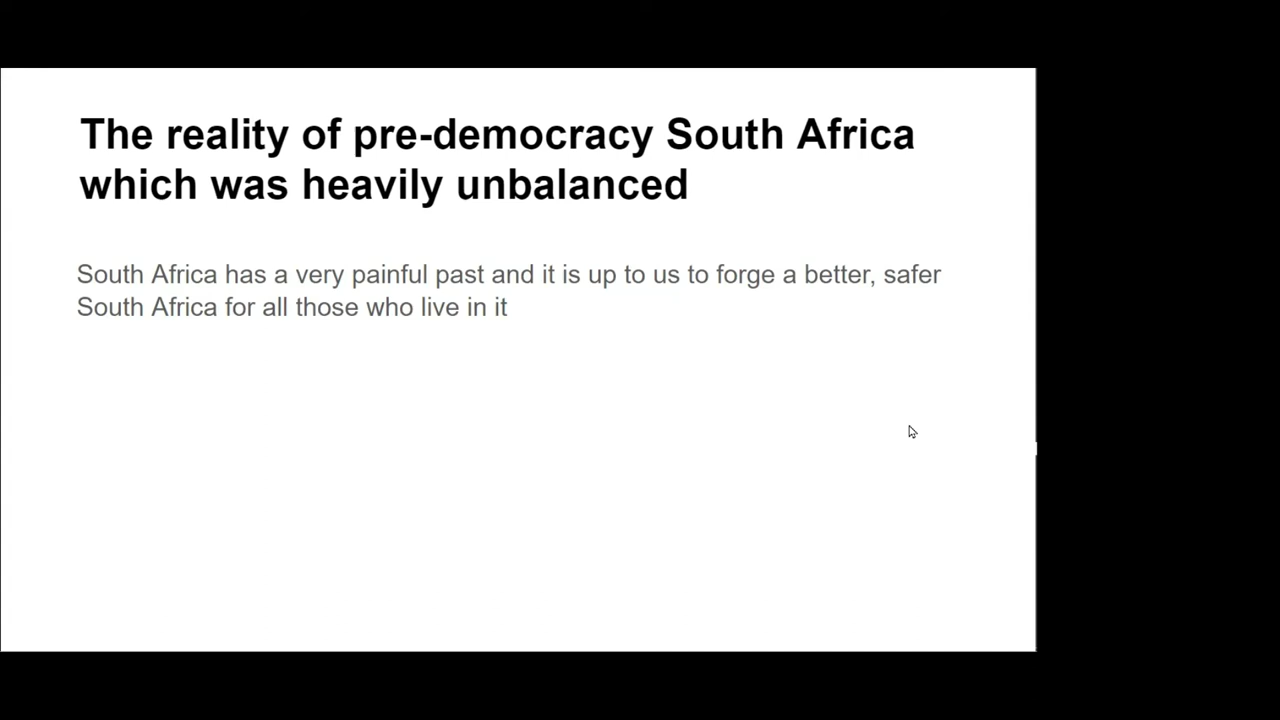 The reality of pre-democracy South Africa
which was heavily unbalanced
South Africa has a very painful past and it is up to us to forge a better, safer
South Africa for all those who live in it